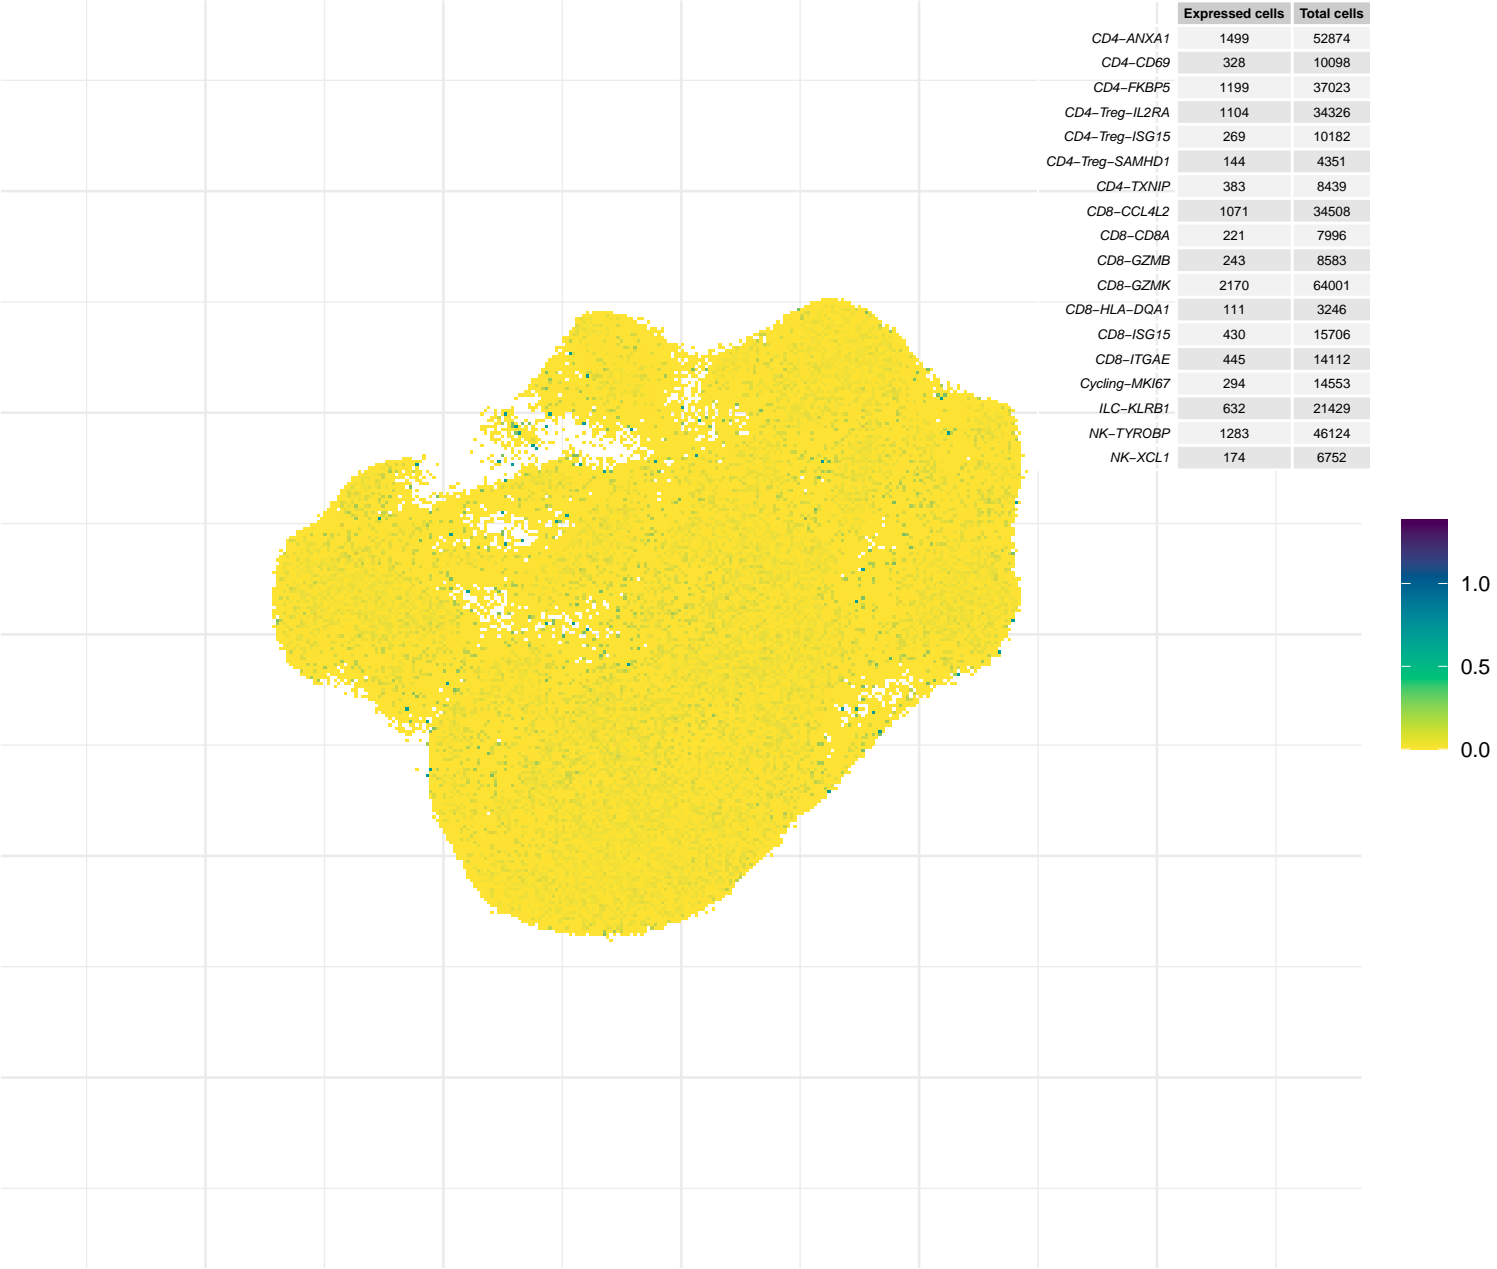 Expressed cells Total cells
CD4−ANXA1 1499 52874
CD4−CD69 328 10098
CD4−FKBP5 1199 37023
CD4−Treg−IL2RA 1104 34326
CD4−Treg−ISG15 269 10182
CD4−Treg−SAMHD1 144 4351
CD4−TXNIP 383 8439
CD8−CCL4L2 1071 34508
CD8−CD8A 221 7996
CD8−GZMB 243 8583
CD8−GZMK 2170 64001
CD8−HLA−DQA1 111 3246
CD8−ISG15 430 15706
CD8−ITGAE 445 14112
Cycling−MKI67 294 14553
ILC−KLRB1 632 21429
NK−TYROBP 1283 46124
NK−XCL1 174 6752
1.0
0.5
0.0